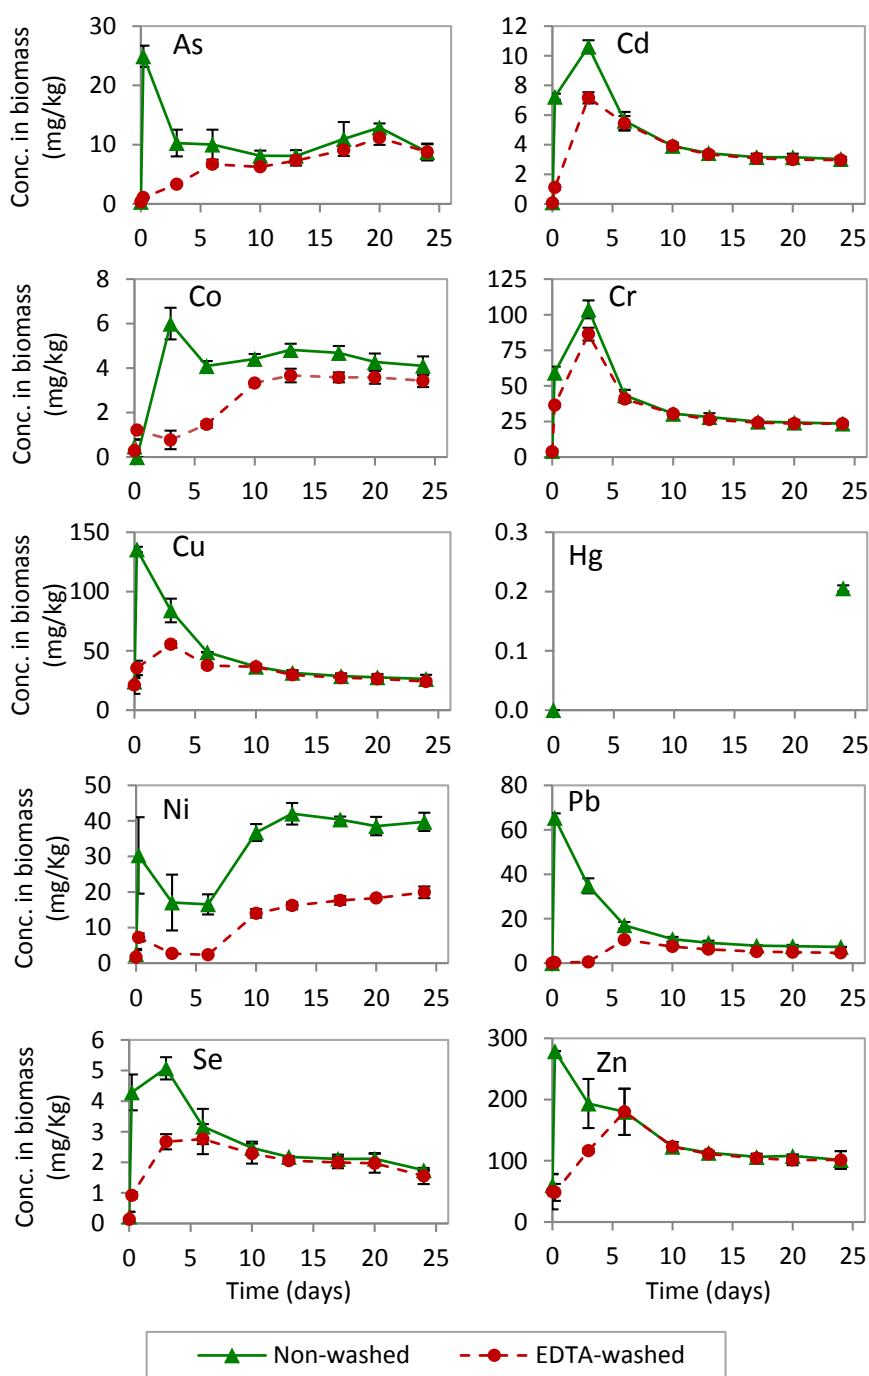 As
Conc. in biomass
(mg/kg)
30
20
10
0
0 5 10 15 20 25
Cd
12
10
8
6
4
2
0
0 5 10 15 20 25
Co
Conc. in biomass
(mg/kg)
8
6
4
2
0
0 5 10 15 20 25
Cr
125
100
75
50
25
0
0 5 10 15 20 25
Cu
Conc. in biomass
(mg/kg)
150
100
50
0
0 5 10 15 20 25
Hg
0.3
0.2
0.1
0.0
0 5 10 15 20 25
Ni
Conc. in biomass
(mg/Kg)
50
40
30
20
10
0
0 5 10 15 20 25
Pb
80
60
40
20
0
0 5 10 15 20 25
Se
Conc. in biomass
(mg/Kg)
6
5
4
3
2
1
0
0 5 10 15 20 25
Time (days)
Zn
300
200
100
0
0 5 10 15 20 25
Time (days)
Non-washed EDTA-washed